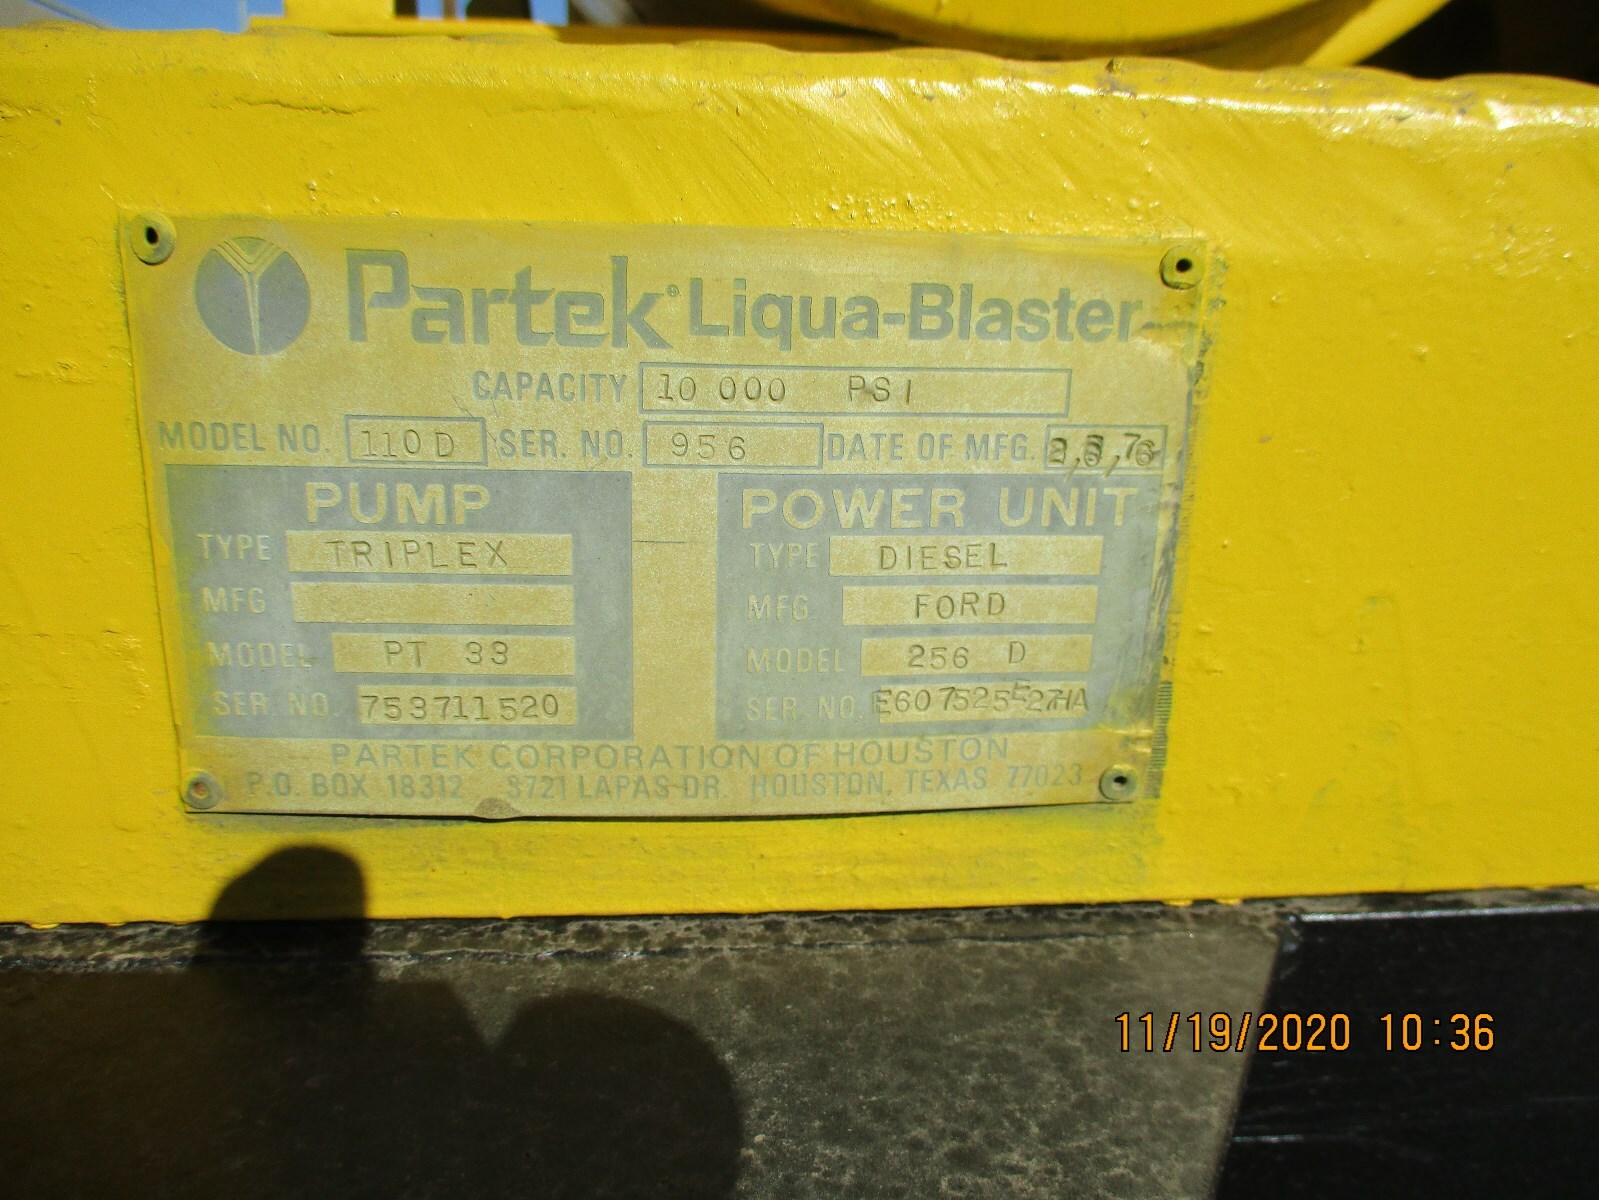 Partek® Liqua-Blaster
CAPACITY 10 000 PSI
MODEL NO. 110D SER. NO. 956 DATE OF MFG.
PUMP
TYPE TRIPLEX
MFG
MODEL PT 33
SER. NO. 753711520
POWER UNIT
TYPE DIESEL
MFG FORD
MODEL 256 D
SER. NO. E607525E27HA
PARTEK CORPORATION OF HOUSTON
P.O. BOX 18312 3721 LAPAS DR. HOUSTON, TEXAS 77023
11/19/2020 10:36